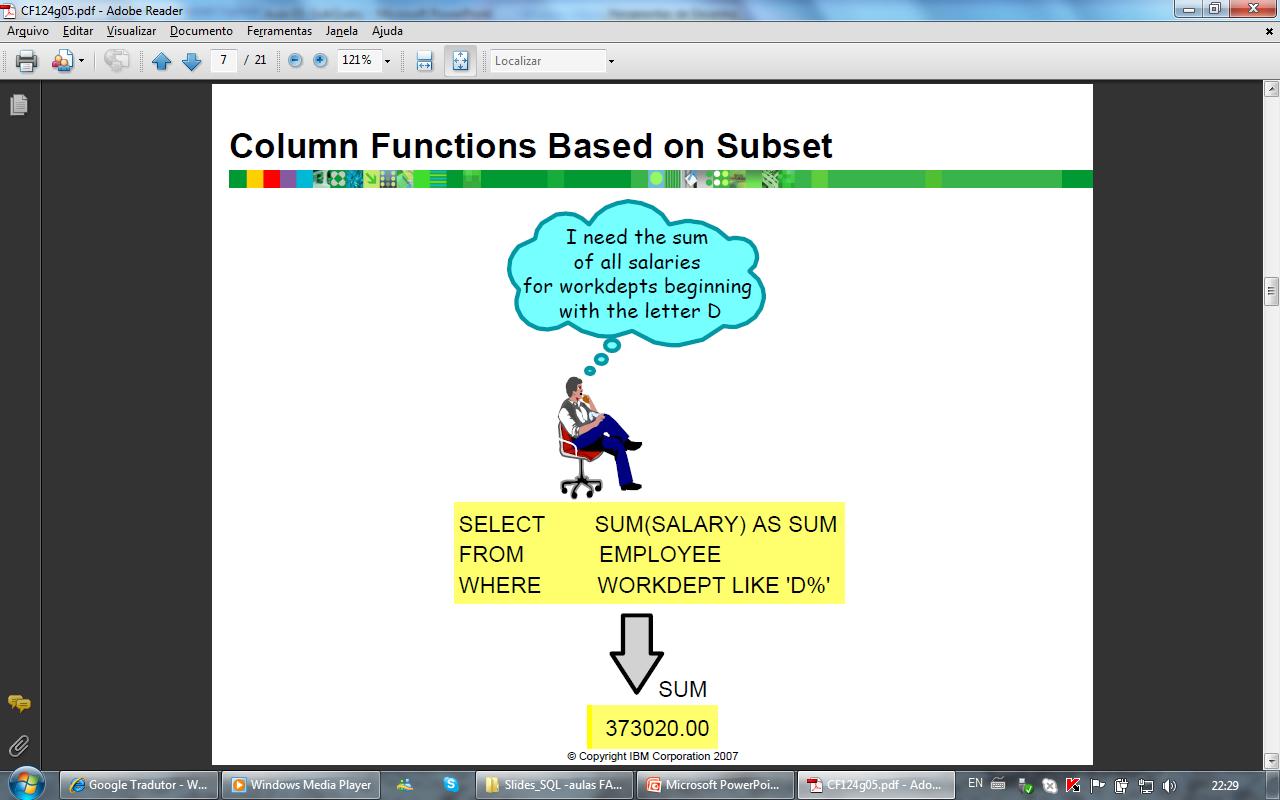 CF124g05.pdf - Adobe Reader
Arquivo Editar Visualizar Documento Ferramentas Janela Ajuda
7 / 21 121% Localizar
Column Functions Based on Subset
I need the sum
of all salaries
for workdepts beginning
with the letter D
SELECT SUM(SALARY) AS SUM
FROM EMPLOYEE
WHERE WORKDEPT LIKE 'D%'
SUM
373020.00
© Copyright IBM Corporation 2007
Google Tradutor - W... Windows Media Player Slides_SQL -aulas FA... Microsoft PowerPoi... CF124g05.pdf - Ado... EN 22:29